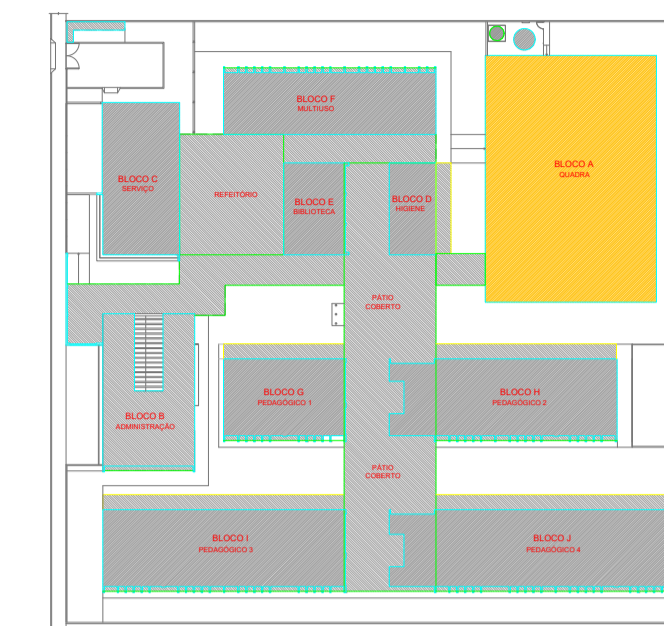 BLOCO F
MULTIUSO
BLOCO A
QUADRA
BLOCO C
SERVIÇO
REFEITÓRIO
BLOCO E
BIBLIOTECA
BLOCO D
HIGIENE
PÁTIO
COBERTO
BLOCO G
PEDAGÓGICO 1
BLOCO H
PEDAGÓGICO 2
BLOCO B
ADMINISTRAÇÃO
PÁTIO
COBERTO
BLOCO I
PEDAGÓGICO 3
BLOCO J
PEDAGÓGICO 4